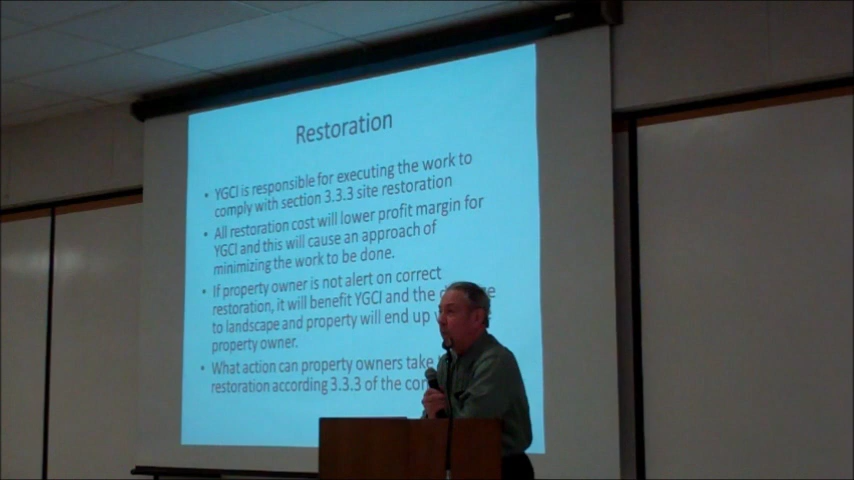 Restoration
• YGCI is responsible for executing the work to
comply with section 3.3.3 site restoration
• All restoration cost will lower profit margin for
YGCI and this will cause an approach of
minimizing the work to be done.
• If property owner is not alert on correct
restoration, it will benefit YGCI and the
to landscape and property will end up
property owner.
• What action can property owners take
restoration according 3.3.3 of the